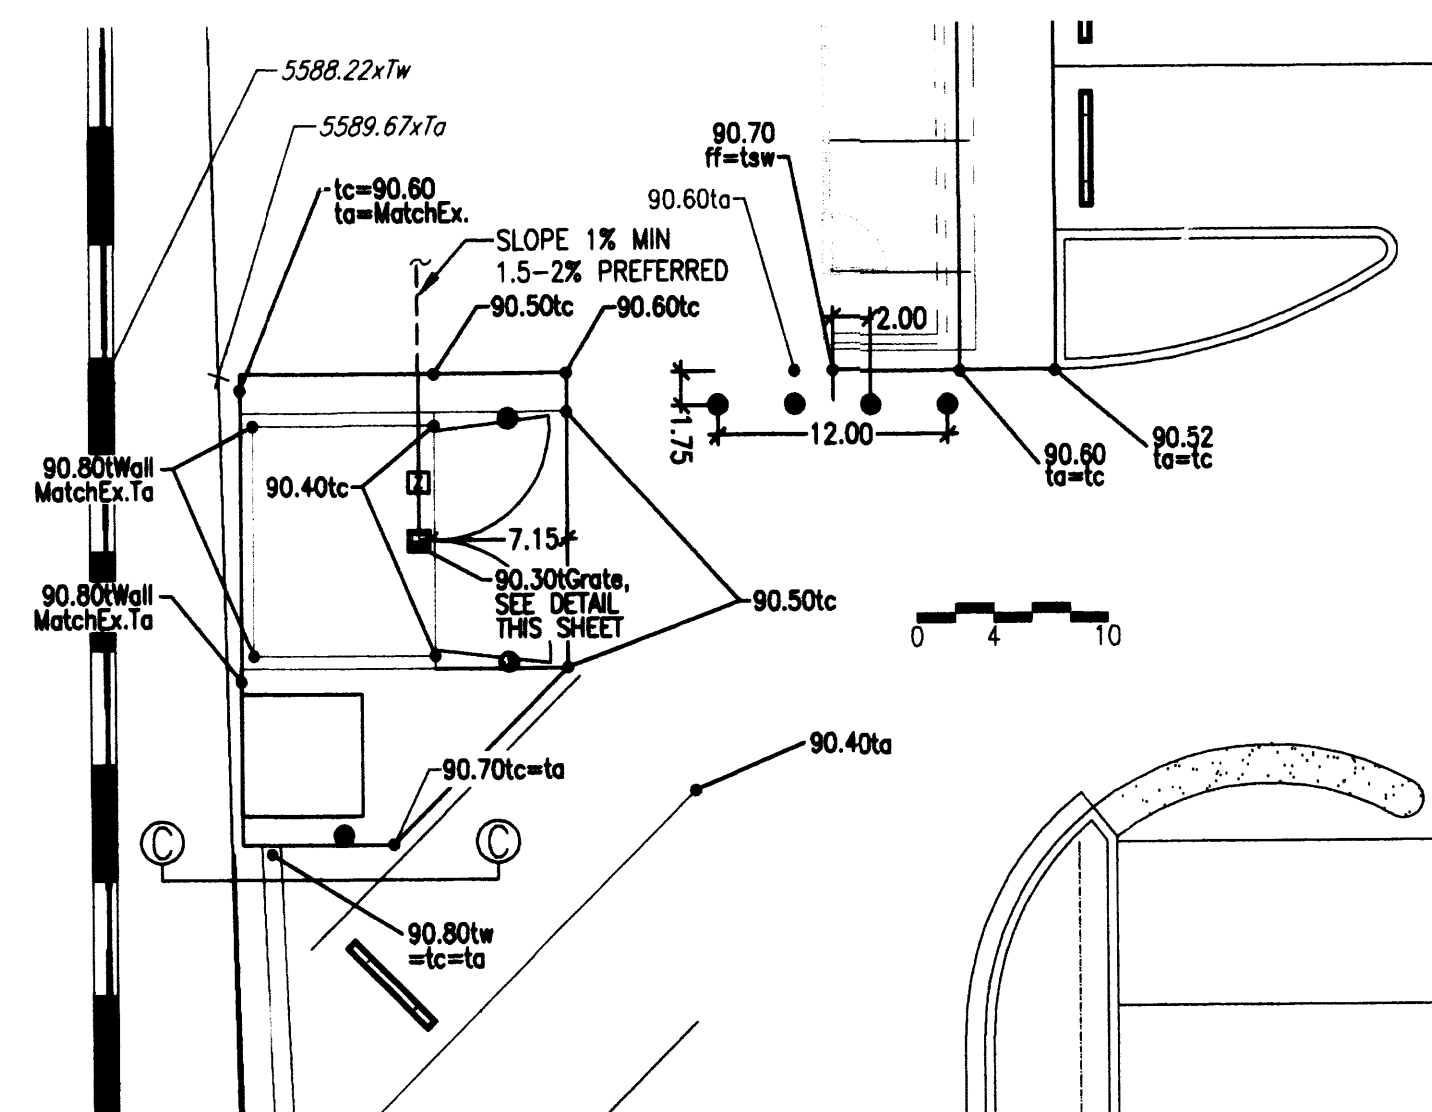 5588.22xTw
5589.67xTa
tc=90.60
ta=MatchEx.
SLOPE 1% MIN
1.5-2% PREFERRED
90.50tc
90.60tc
90.70
ff=tsw
90.60ta
2.00
1.75
12.00
90.60
ta=tc
90.52
ta=tc
90.80tWall
MatchEx.Ta
90.40tc
Z
7.15
90.30tGrate,
SEE DETAIL
THIS SHEET
90.50tc
90.80tWall
MatchEx.Ta
0 4 10
90.40ta
90.70tc=ta
C C
90.80tw
=tc=ta